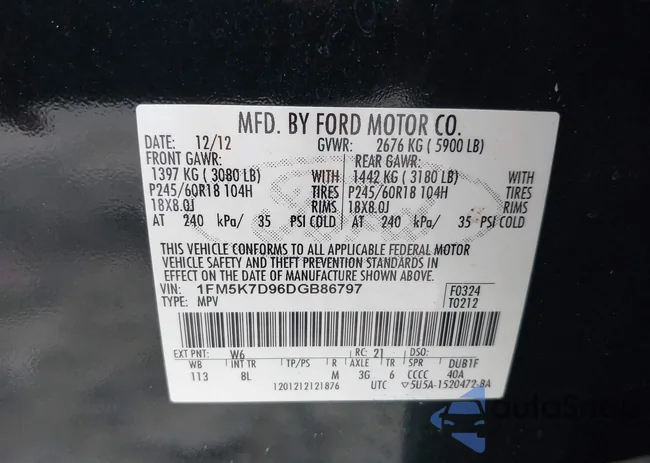 MFD. BY FORD MOTOR CO.
DATE: 12/12 GVWR: 2676 KG ( 5900 LB)
FRONT GAWR: REAR GAWR:
1397 KG ( 3080 LB) WITH 1442 KG ( 3180 LB) WITH
P245/60R18 104H TIRES P245/60R18 104H TIRES
18X8.0J RIMS 18X8.0J RIMS
AT 240 kPa/ 35 PSI COLD AT 240 kPa/ 35 PSI COLD
THIS VEHICLE CONFORMS TO ALL APPLICABLE FEDERAL MOTOR
VEHICLE SAFETY AND THEFT PREVENTION STANDARDS IN
EFFECT ON THE DATE OF MANUFACTURE SHOWN ABOVE.
VIN: 1FM5K7D96DGB86797 F0324
TYPE: MPV T0212
EXT PNT: W6 RC: 21 DSO:
WB INT TR TP/PS R AXLE TR SPR DUB1F
113 8L M 3G 6 CCCC 40A
1201212121876 UTC ▽5U5A-1520472-BA
AutoSnap